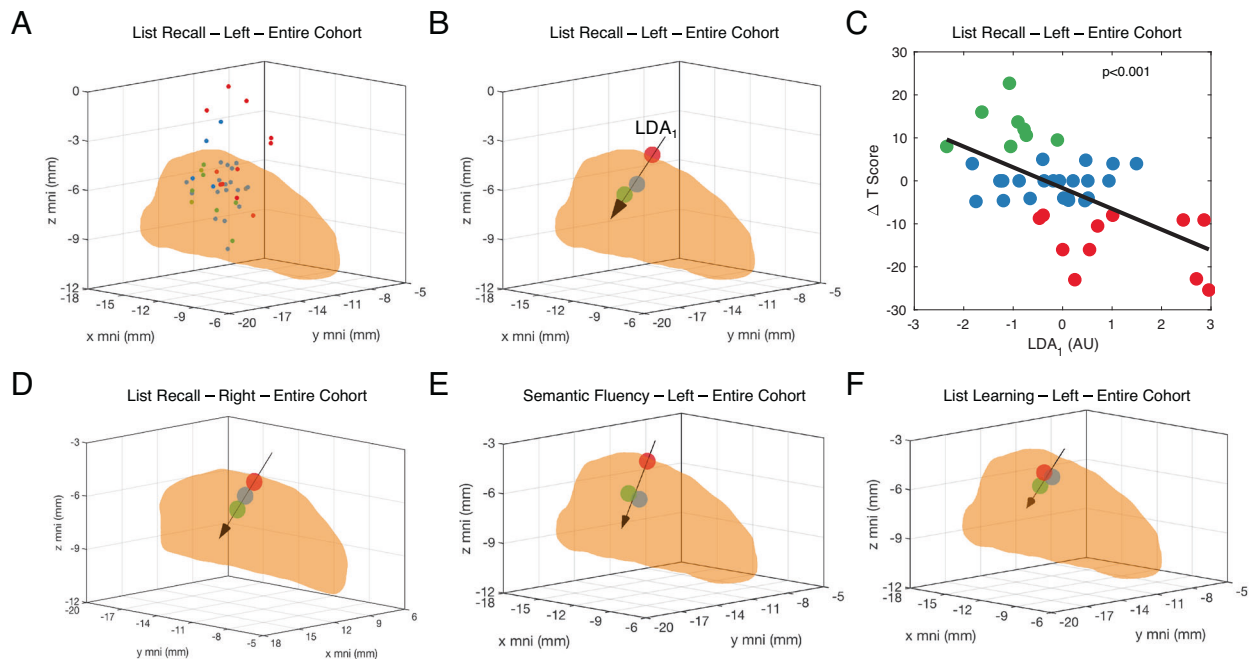 A
List Recall – Left – Entire Cohort
0
-3
-6
-9
-12
z mni (mm)
-18
-15
-12
-9
-6
x mni (mm)
-20
-17
-14
-11
-8
-5
y mni (mm)
B
List Recall – Left – Entire Cohort
LDA1
0
-3
-6
-9
-12
z mni (mm)
-18
-15
-12
-9
-6
x mni (mm)
-20
-17
-14
-11
-8
-5
y mni (mm)
C
List Recall – Left – Entire Cohort
p<0.001
30
20
10
0
-10
-20
-30
△ T Score
-3
-2
-1
0
1
2
3
LDA1 (AU)
D
List Recall – Right – Entire Cohort
-3
-6
-9
-12
z mni (mm)
-20
-17
-14
-11
-8
-5
y mni (mm)
18
15
12
9
6
x mni (mm)
E
Semantic Fluency – Left – Entire Cohort
-3
-6
-9
-12
z mni (mm)
-18
-15
-12
-9
-6
x mni (mm)
-20
-17
-14
-11
-8
-5
y mni (mm)
F
List Learning – Left – Entire Cohort
-3
-6
-9
-12
z mni (mm)
-18
-15
-12
-9
-6
x mni (mm)
-20
-17
-14
-11
-8
-5
y mni (mm)